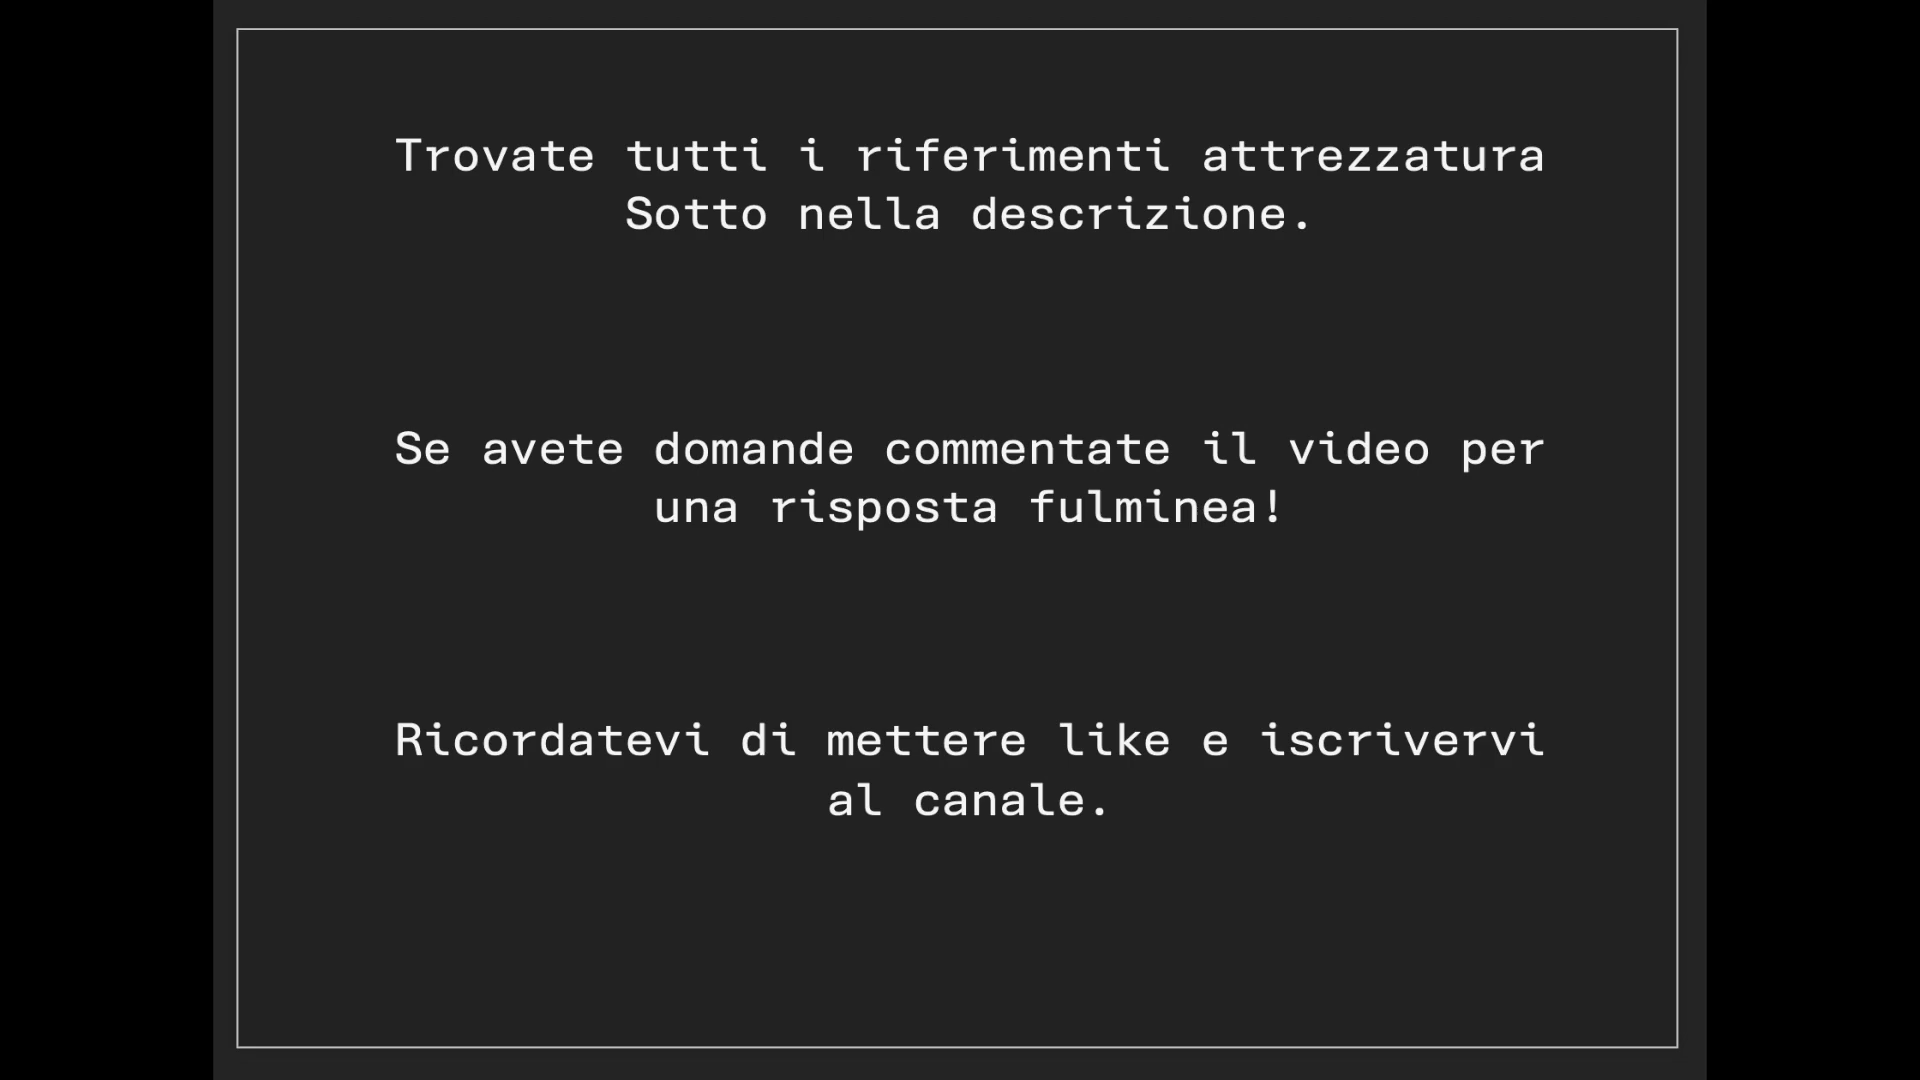 Trovate tutti i riferimenti attrezzatura
Sotto nella descrizione.
Se avete domande commentate il video per
una risposta fulminea!
Ricordatevi di mettere like e iscrivervi
al canale.